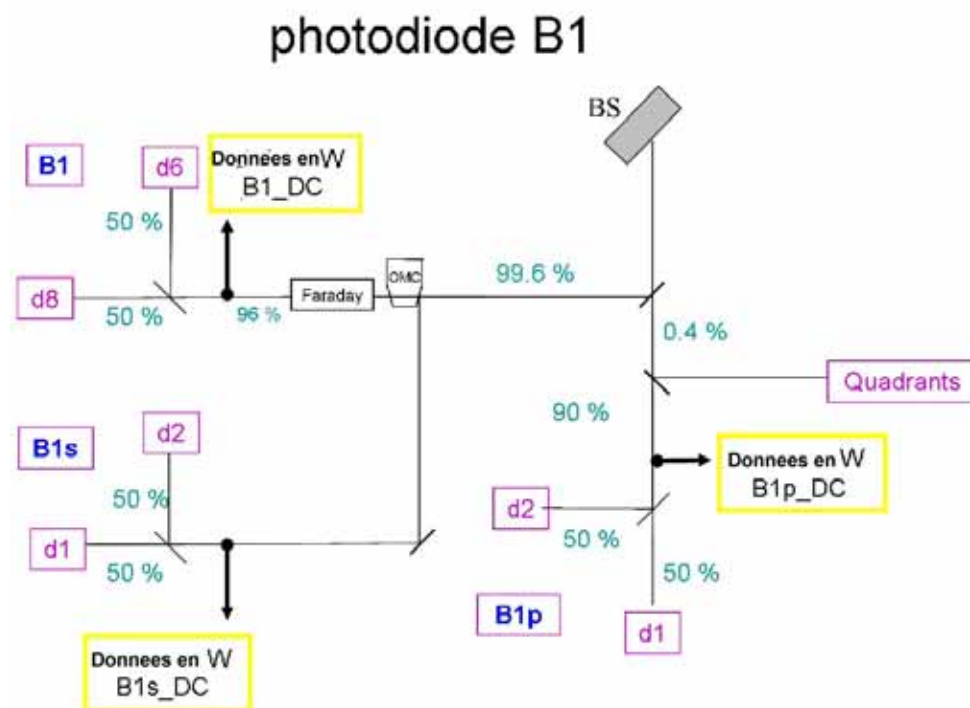 photodiode B1
BS
B1
d6
Donnees en W
B1_DC
50 %
OMC
99.6 %
d8
Faraday
50 %
96 %
0.4 %
Quadrants
90 %
B1s
d2
Donnees en W
B1p_DC
50 %
d2
d1
50 %
50 %
50 %
B1p
d1
Donnees en W
B1s_DC